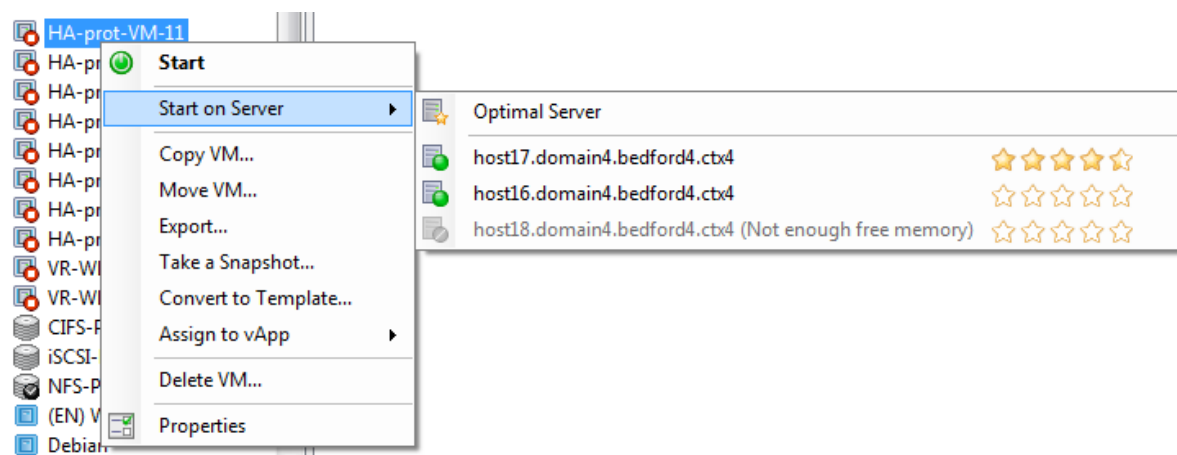 HA-prot-VM-11
HA-pr
HA-pr
HA-pr
HA-pr
HA-pr
HA-pr
HA-pr
VR-WI
VR-WI
CIFS-P
iSCSI-
NFS-P
(EN) W
Debian
Start
Start on Server
Copy VM...
Move VM...
Export...
Take a Snapshot...
Convert to Template...
Assign to vApp
Delete VM...
Properties
Optimal Server
host17.domain4.bedford4.ctx4
host16.domain4.bedford4.ctx4
host18.domain4.bedford4.ctx4 (Not enough free memory)